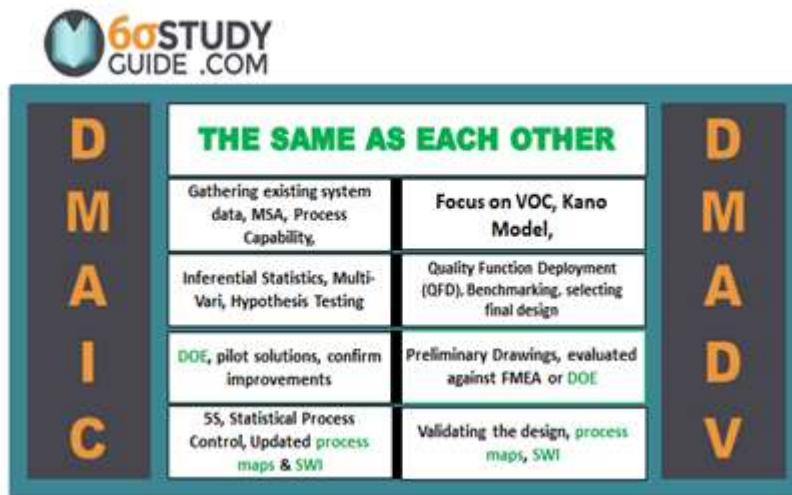 6σSTUDY
GUIDE .COM
D
THE SAME AS EACH OTHER
D
M
Gathering existing system
data, MSA, Process
Capability,
Focus on VOC, Kano
Model,
M
A
Inferential Statistics, Multi-
Vari, Hypothesis Testing
Quality Function Deployment
(QFD), Benchmarking, selecting
final design
A
I
DOE, pilot solutions, confirm
improvements
Preliminary Drawings, evaluated
against FMEA or DOE
D
C
5S, Statistical Process
Control, Updated process
maps & SWI
Validating the design, process
maps, SWI
V